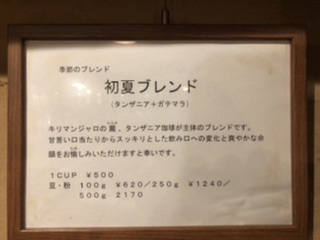 季節のブレンド
初夏ブレンド
(タンザニア+ガテマラ)
キリマンジャロの麓、タンザニア珈琲が主体のブレンドです。
甘苦い口当たりからスッキリとした飲み口への変化と爽やかな余
韻をお愉しみいただけますと幸いです。
1CUP ¥500
豆・粉 100g ¥620/250g ¥1240/
500g 2170